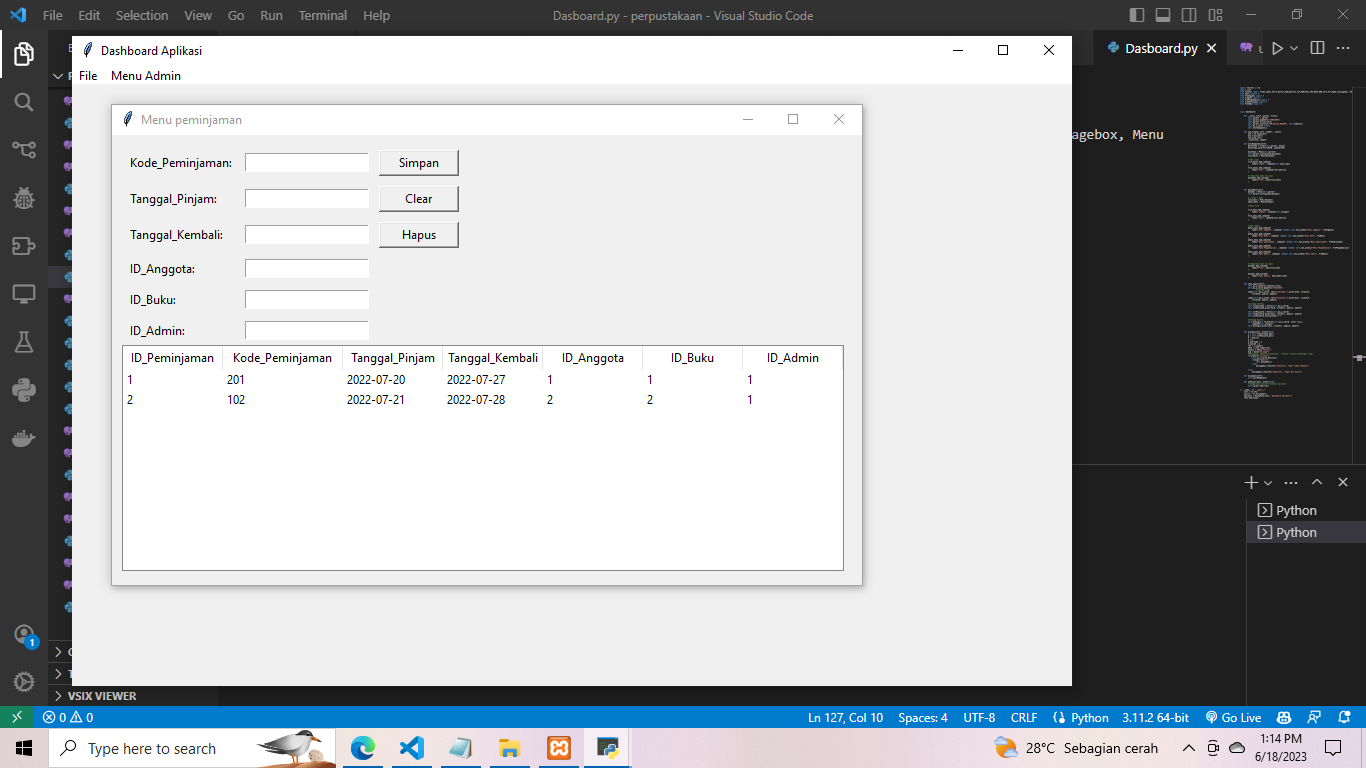 File Edit Selection View Go Run Terminal Help
Dasboard.py - perpustakaan - Visual Studio Code
Dashboard Aplikasi
Dasboard.py
File Menu Admin
Menu peminjaman
agebox, Menu
Kode_Peminjaman: Simpan
Tanggal_Pinjam: Clear
Tanggal_Kembali: Hapus
ID_Anggota:
ID_Buku:
ID_Admin:
ID_Peminjaman Kode_Peminjaman Tanggal_Pinjam Tanggal_Kembali ID_Anggota ID_Buku ID_Admin
1 201 2022-07-20 2022-07-27 1 1 1
2 102 2022-07-21 2022-07-28 2 2 1
Python
Python
1
VSIX VIEWER
0 0 Ln 127, Col 10 Spaces: 4 UTF-8 CRLF Python 3.11.2 64-bit Go Live
Type here to search 28°C Sebagian cerah 1:14 PM
6/18/2023